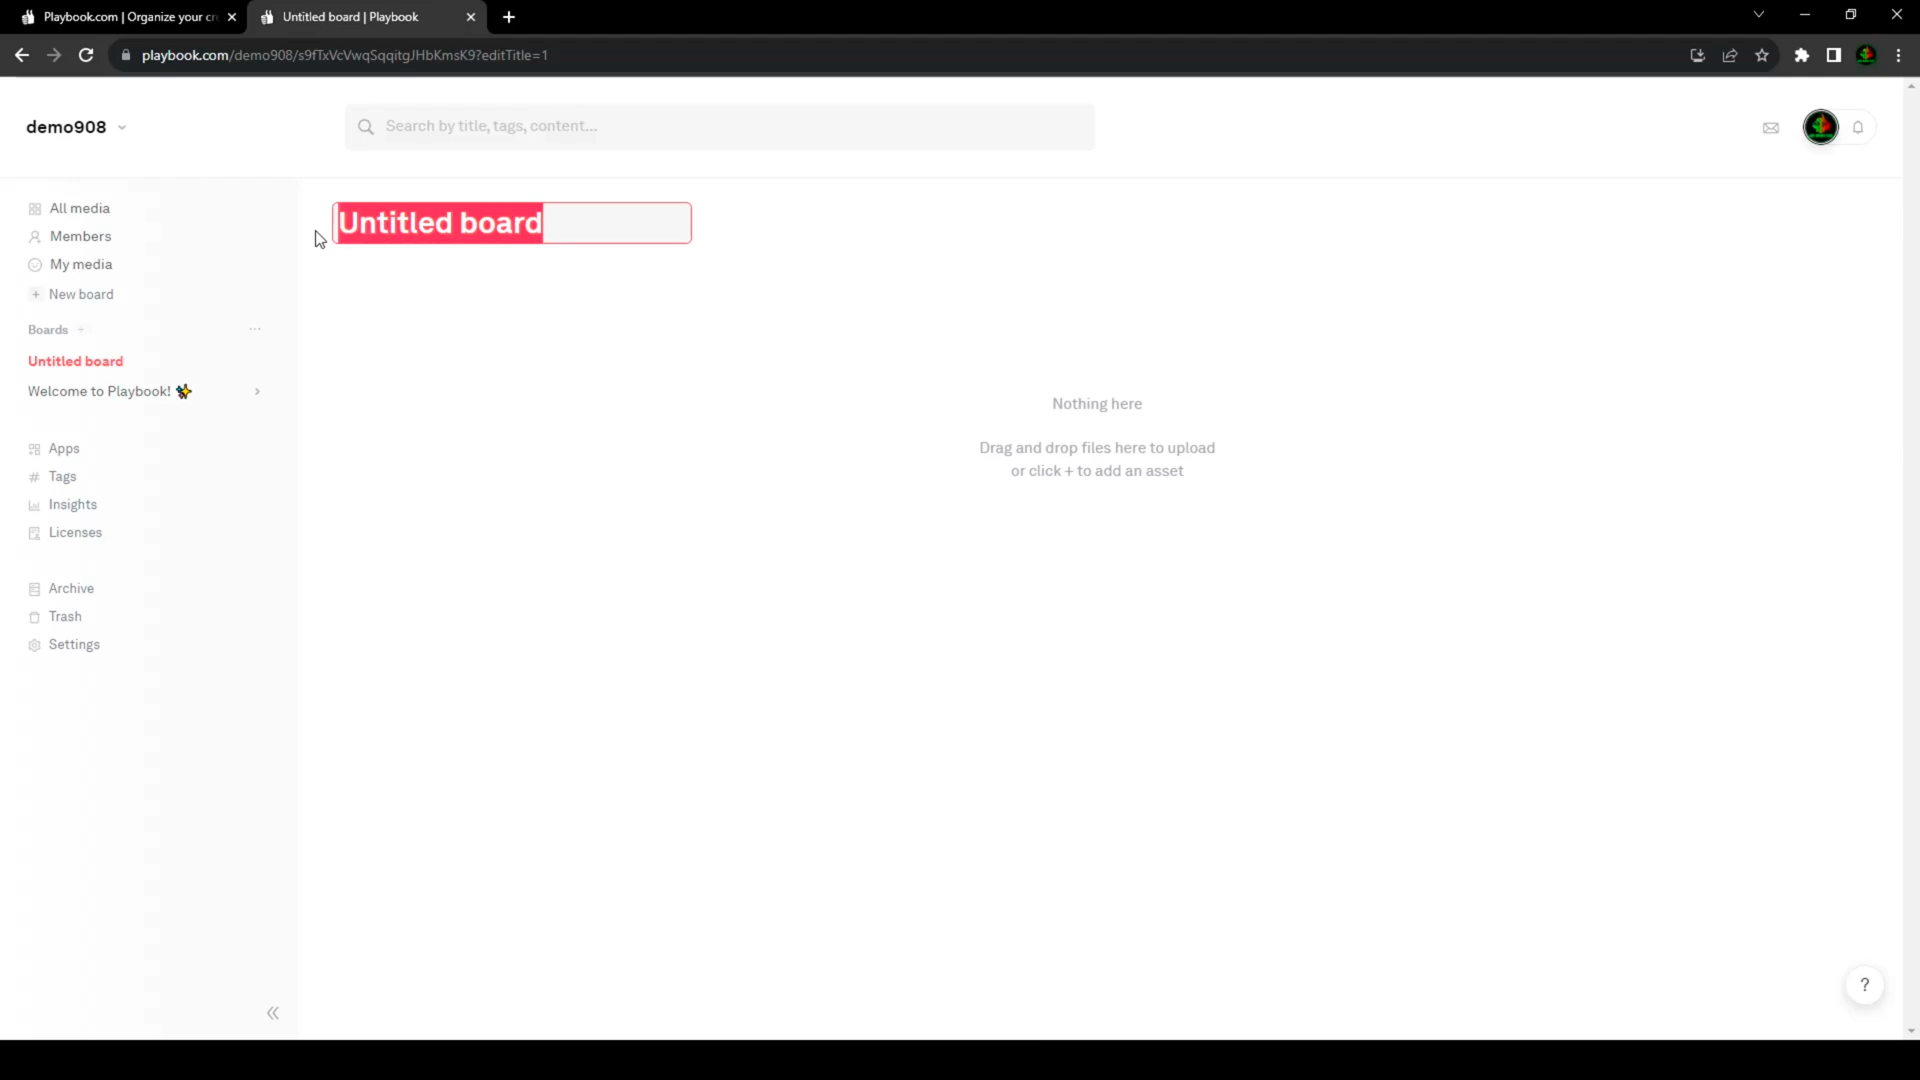 Playbook.com | Organize your cr
Untitled board | Playbook
playbook.com/demo908/s9fTxVcVwqSqqitgJHbKmsK9?editTitle=1
demo908
Search by title, tags, content...
All media
Members
My media
+ New board
Boards +
Untitled board
Welcome to Playbook! ✨
Apps
Tags
Insights
Licenses
Archive
Trash
Settings
Untitled board
Nothing here
Drag and drop files here to upload
or click + to add an asset
?